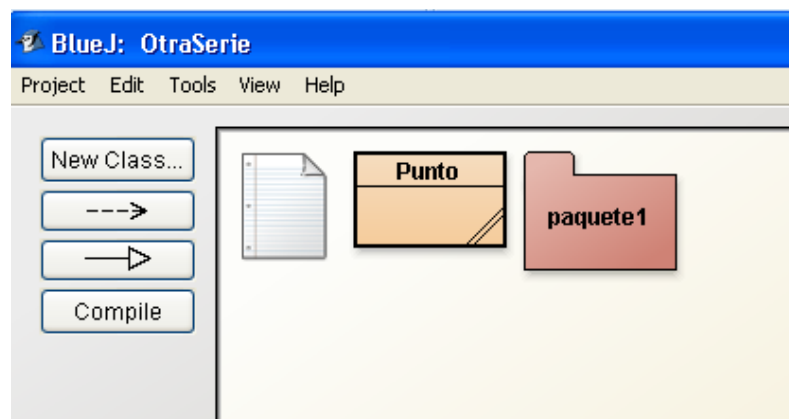 BlueJ: OtraSerie
Project Edit Tools View Help
New Class...
Compile
Punto
paquete1